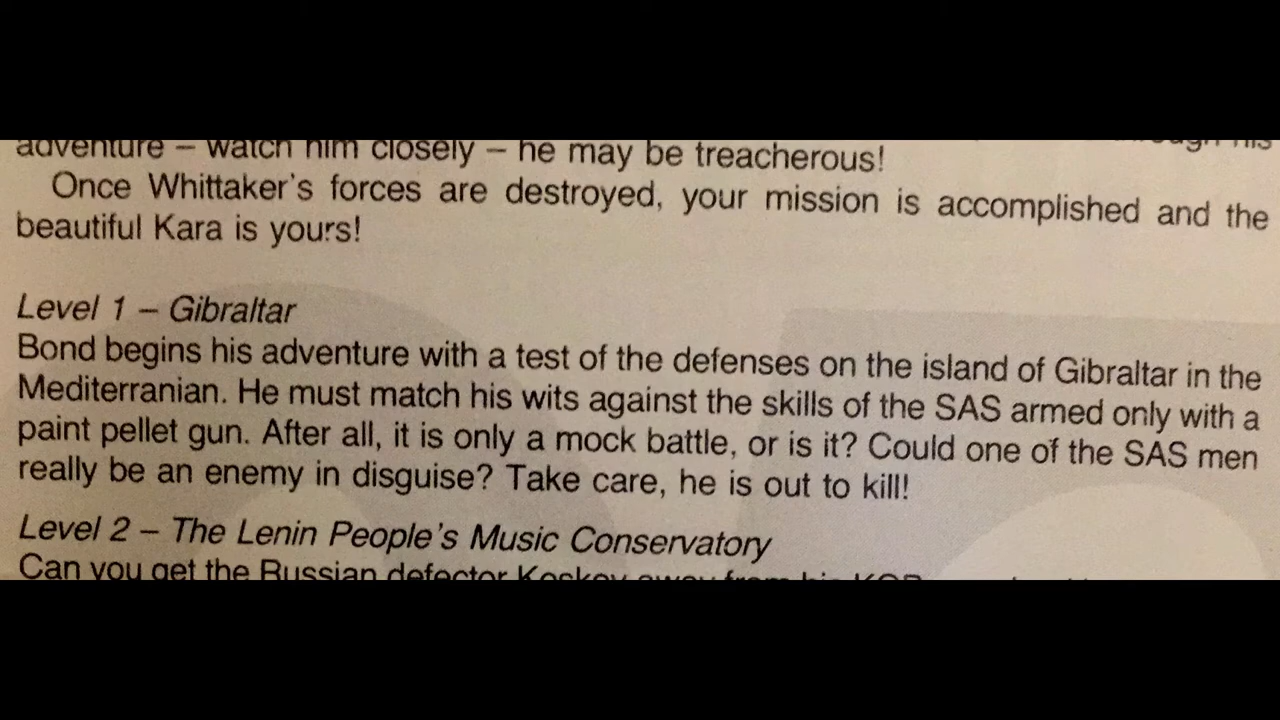 adventure – watch him closely – he may be treacherous!
Once Whittaker's forces are destroyed, your mission is accomplished and the
beautiful Kara is yours!
Level 1 – Gibraltar
Bond begins his adventure with a test of the defenses on the island of Gibraltar in the
Mediterranian. He must match his wits against the skills of the SAS armed only with a
paint pellet gun. After all, it is only a mock battle, or is it? Could one of the SAS men
really be an enemy in disguise? Take care, he is out to kill!
Level 2 – The Lenin People's Music Conservatory
Can you get the Russian defector Koskov away from his KGB